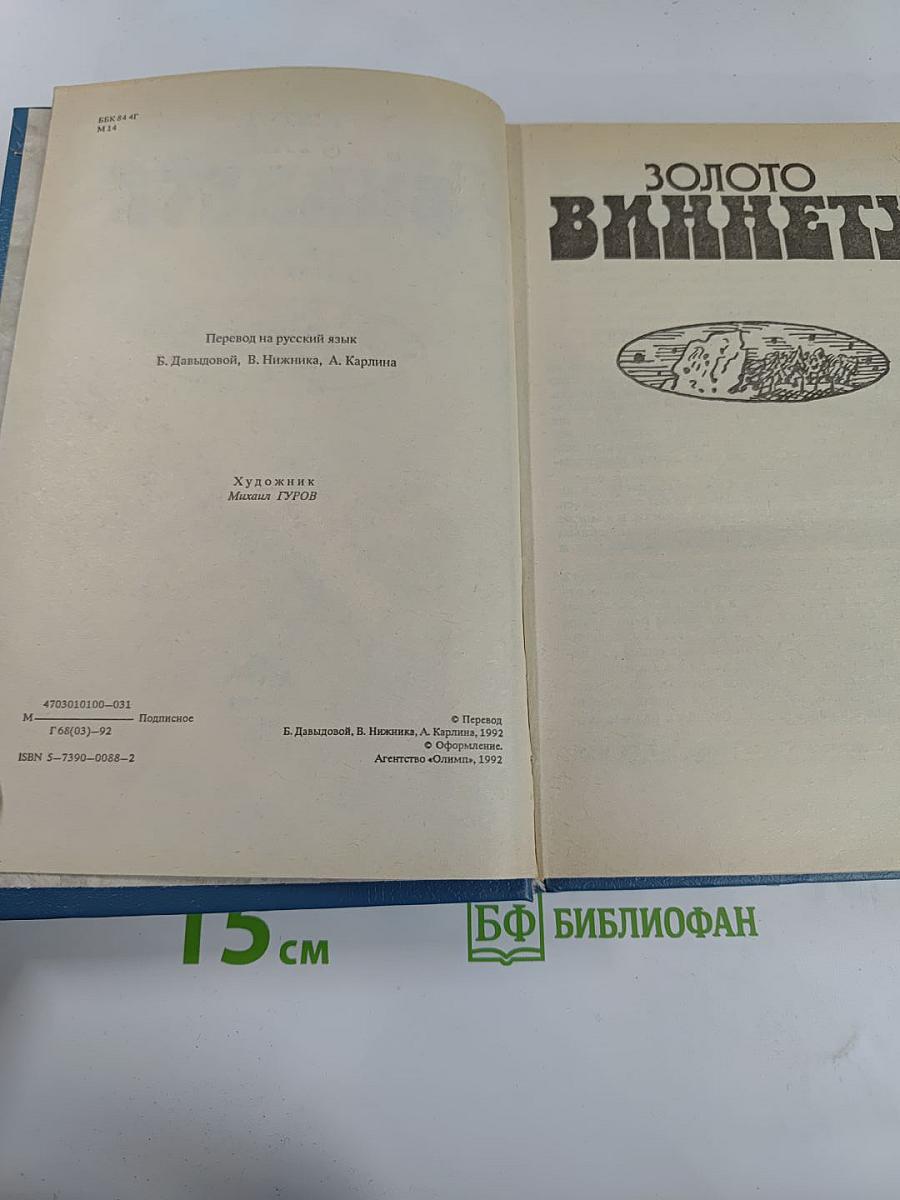 ББК 84 4Г
М 14
Перевод на русский язык
Б. Давыдовой, В. Нижника, А. Карлина
Художник
Михаил ГУРОВ
4703010100—031
М Подписное
Г 68(03)—92
ISBN 5—7390—0088—2
© Перевод
Б. Давыдовой, В. Нижника, А. Карлина, 1992
© Оформление.
Агентство «Олимп», 1992
ЗОЛОТО
ВИННЕТУ
15 см
БФ БИБЛИОФАН